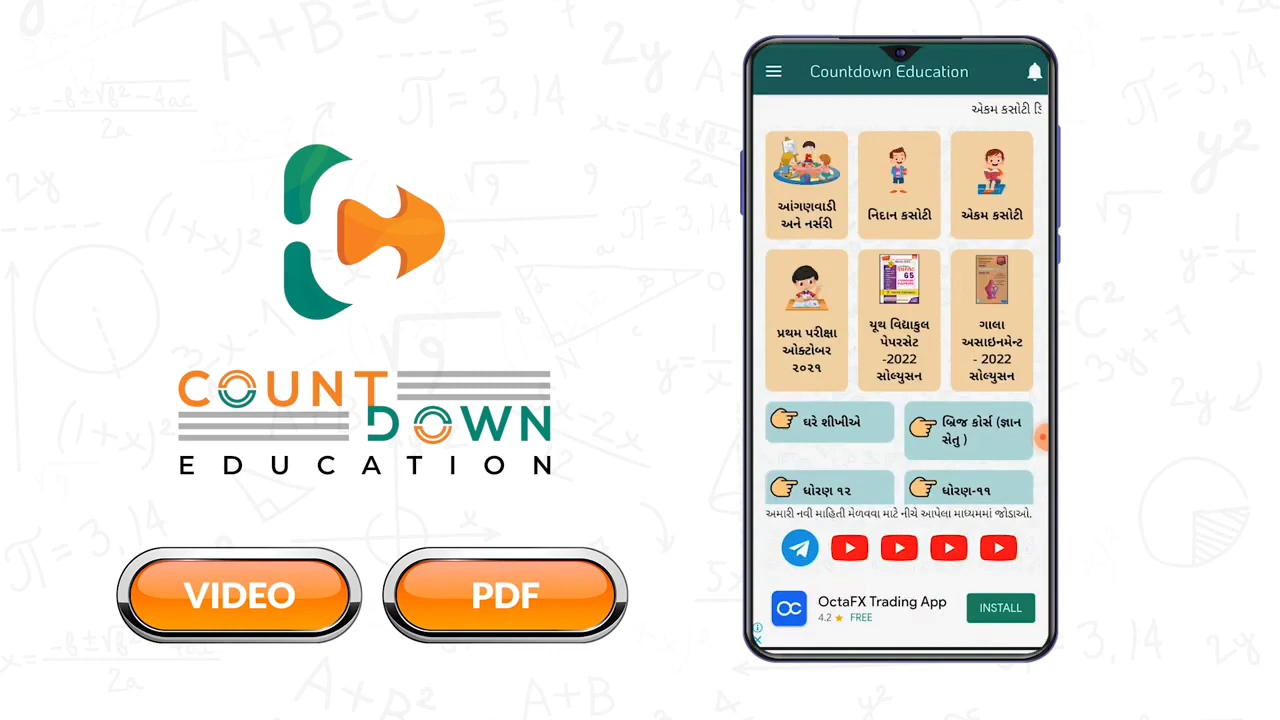 COUNT
DOWN
EDUCATION
VIDEO
PDF
Countdown Education
એકમ કસોટી
આંગણવાડી
અને નર્સરી
નિદાન કસોટી
એકમ કસોટી
પ્રથમ પરીક્ષા
ઓક્ટોબર
૨૦૨૧
યૂથ વિદ્યાકુલ
પેપરસેટ
-2022
સોલ્યુસન
ગાલા
અસાઇનમેન્ટ
- 2022
સોલ્યુસન
ઘરે શીખીએ
બ્રિજ કોર્સ (જ્ઞાન
સેતુ )
ધોરણ ૧૨
ધોરણ-૧૧
અમારી નવી માહિતી મેળવવા માટે નીચે આપેલા માધ્યમમાં જોડાઓ.
OctaFX Trading App
4.2 ★ FREE
INSTALL